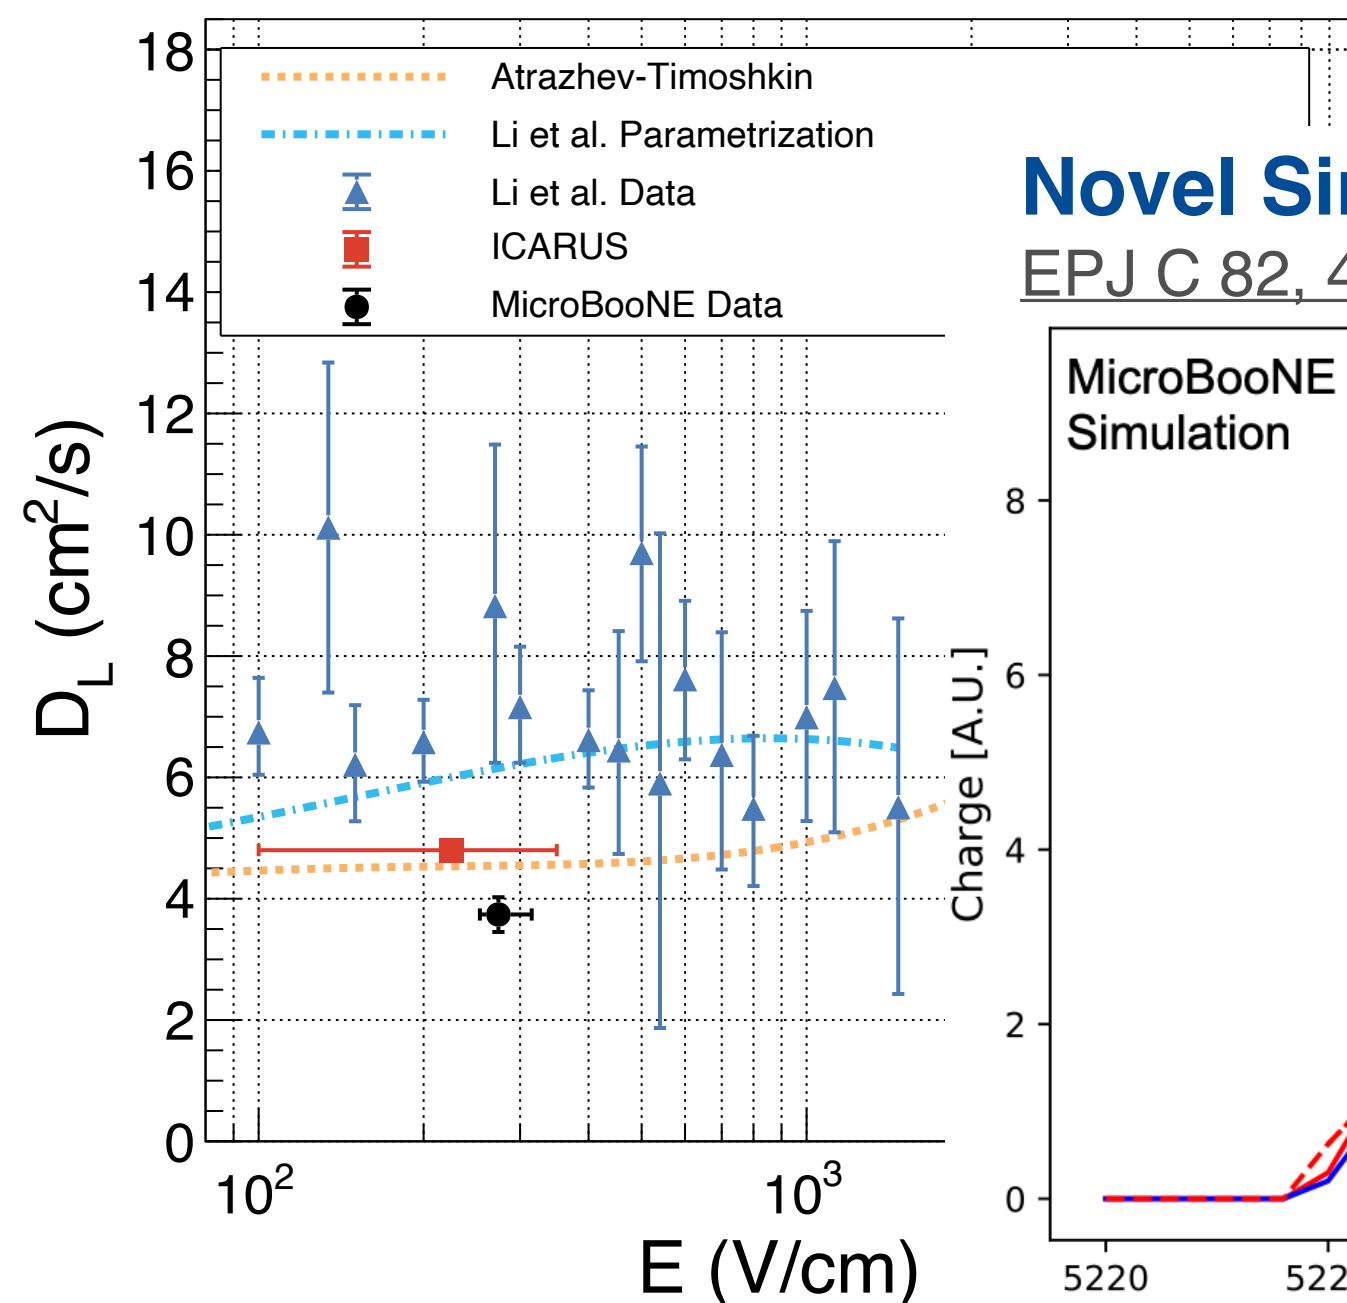 18
16
14
12
10
8
6
4
2
0
D_L (cm²/s)
10²
10³
E (V/cm)
Atrazhev-Timoshkin
Li et al. Parametrization
Li et al. Data
ICARUS
MicroBooNE Data
Novel
EPJ C 82,
MicroBooNE
Simulation
8
6
4
2
0
Charge [A.U.]
5220